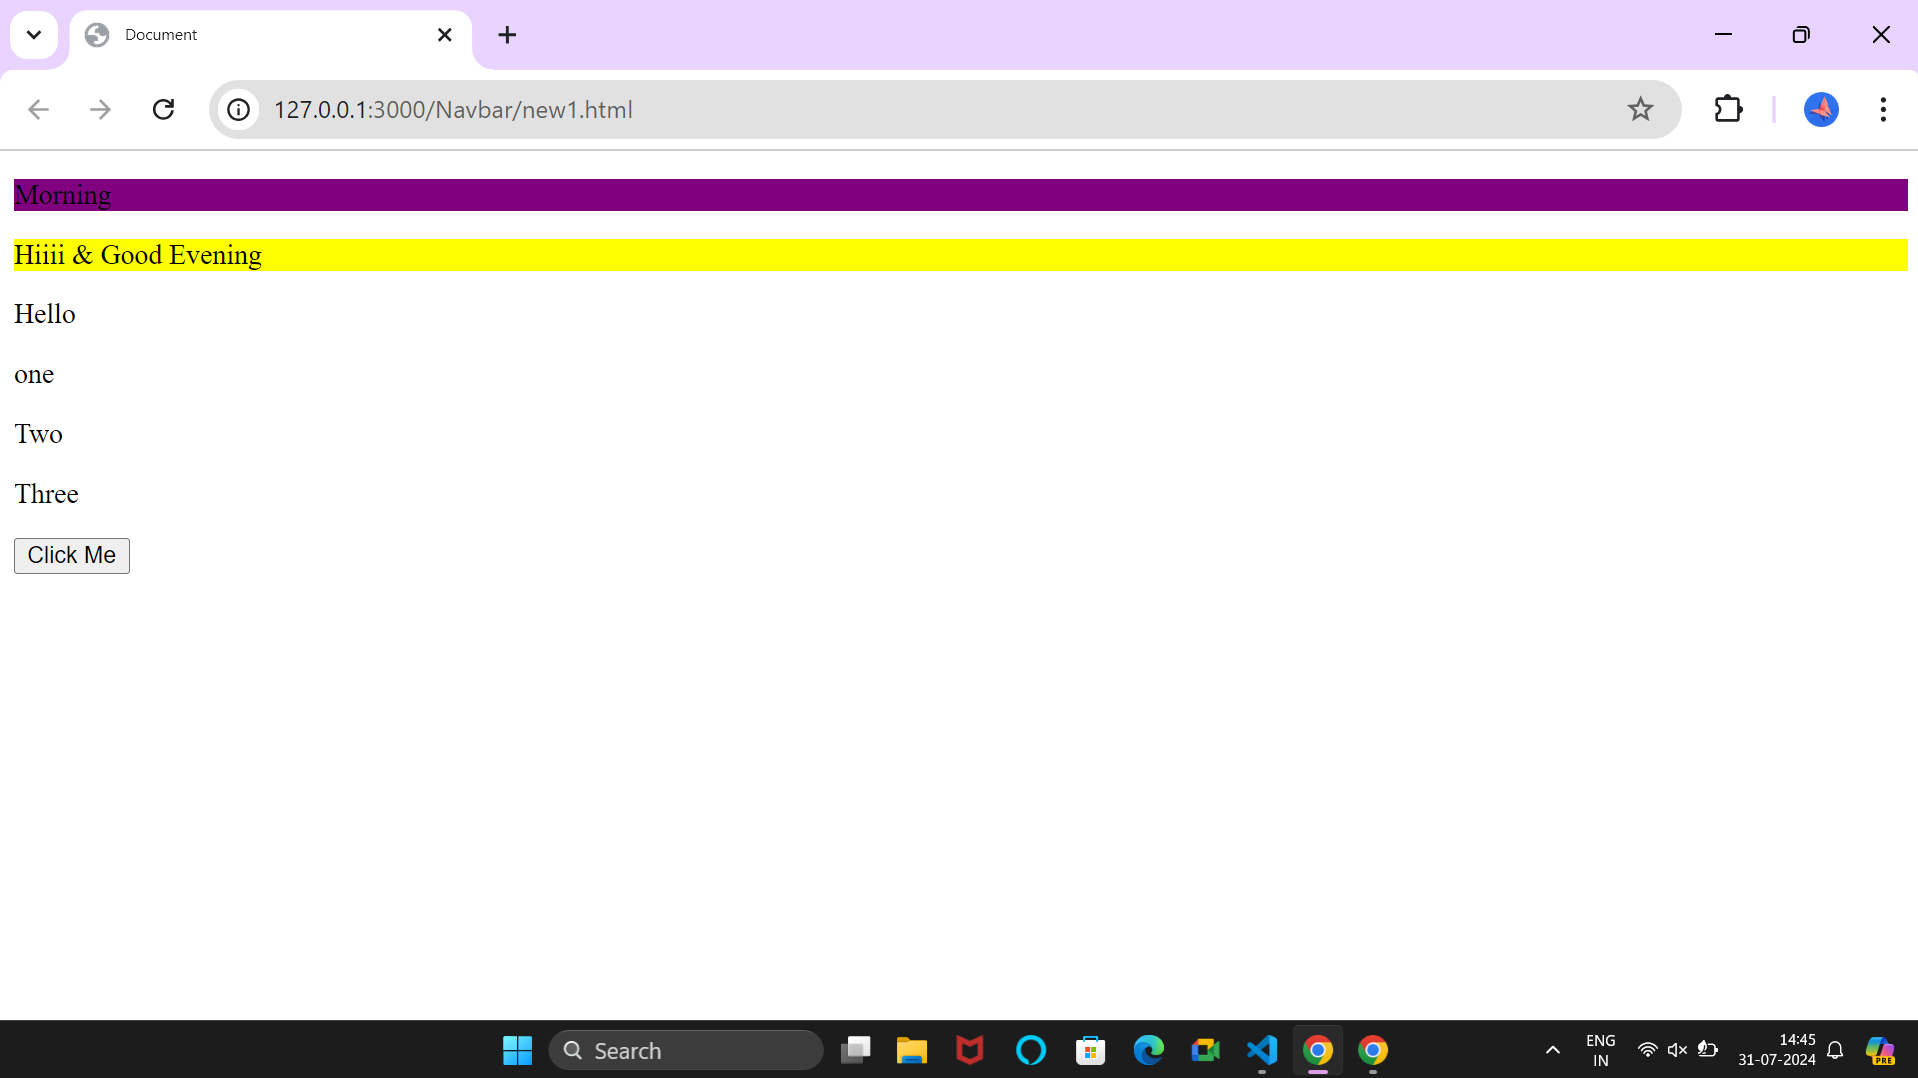 Document
127.0.0.1:3000/Navbar/new1.html
Morning
Hiiii & Good Evening
Hello
one
Two
Three
Click Me
Search
ENG
IN
14:45
31-07-2024
PRE